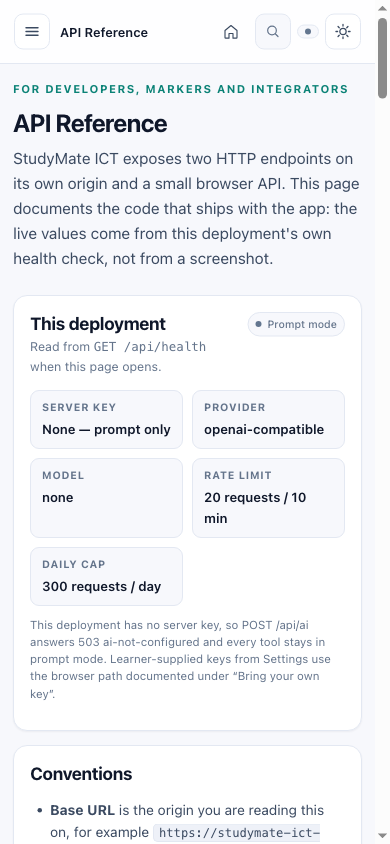 API Reference
FOR DEVELOPERS, MARKERS AND INTEGRATORS
API Reference
StudyMate ICT exposes two HTTP endpoints on
its own origin and a small browser API. This page
documents the code that ships with the app: the
live values come from this deployment's own
health check, not from a screenshot.
This deployment
Prompt mode
Read from GET /api/health
when this page opens.
SERVER KEY
None — prompt only
PROVIDER
openai-compatible
MODEL
none
RATE LIMIT
20 requests / 10
min
DAILY CAP
300 requests / day
This deployment has no server key, so POST /api/ai
answers 503 ai-not-configured and every tool stays in
prompt mode. Learner-supplied keys from Settings use
the browser path documented under “Bring your own
key”.
Conventions
• Base URL is the origin you are reading this
on, for example https://studymate-ict-